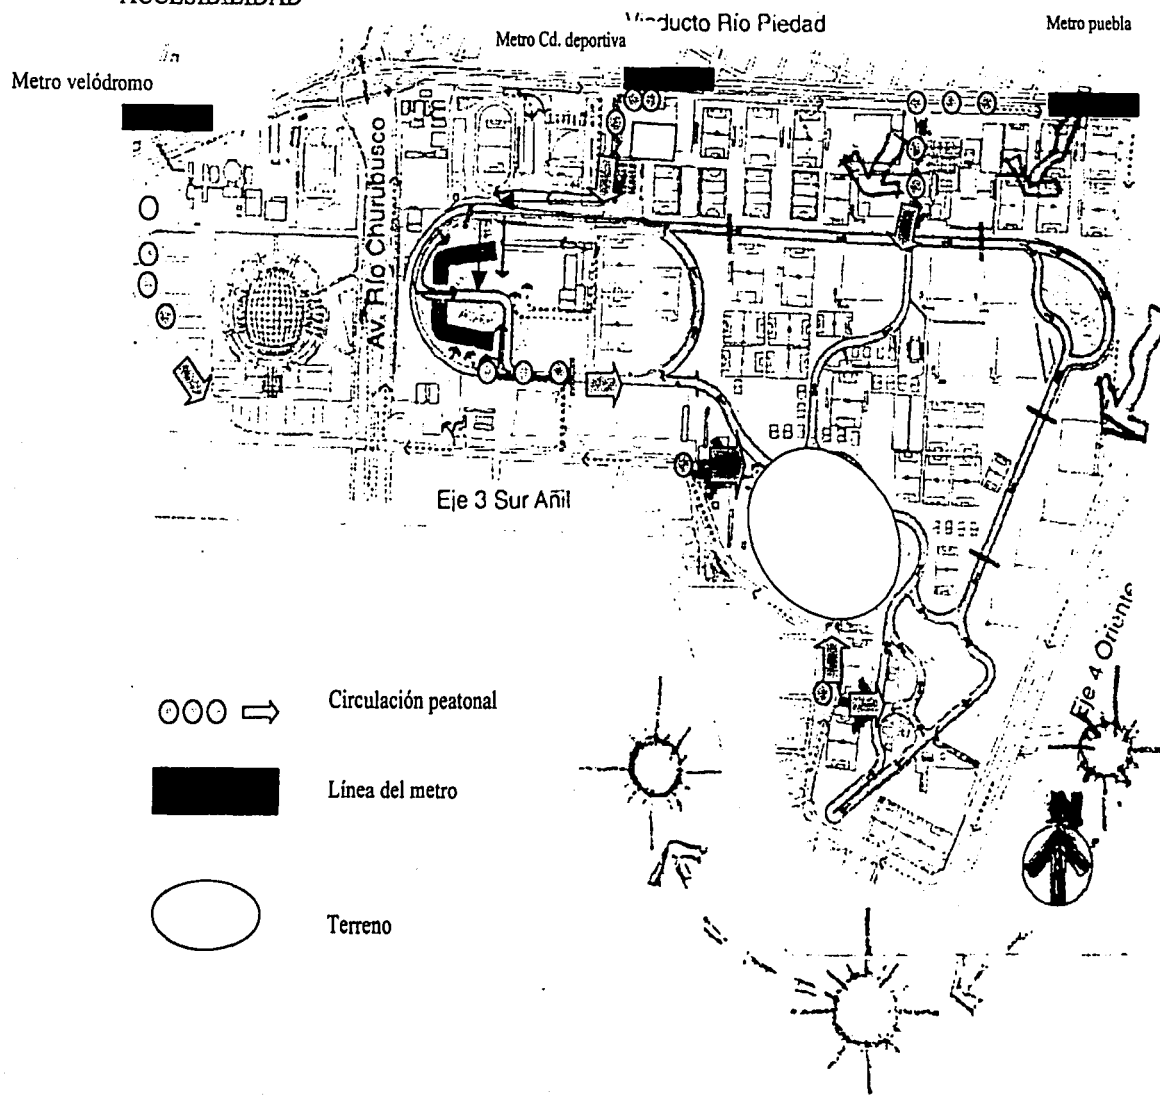 ACCESIBILIDAD
Viaducto Río Piedad
Metro puebla
Metro Cd. deportiva
Metro velódromo
Av. Río Churubusco
Eje 3 Sur Añil
Eje 4 Oriente
Circulación peatonal
Línea del metro
Terreno
N